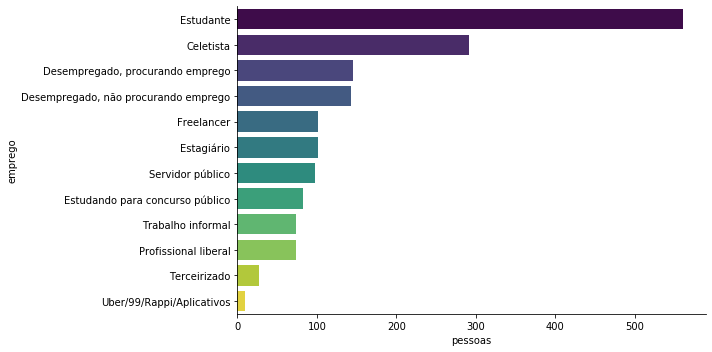 Estudante
Celetista
Desempregado, procurando emprego
Desempregado, não procurando emprego
Freelancer
Estagiário
Servidor público
Estudando para concurso público
Trabalho informal
Profissional liberal
Terceirizado
Uber/99/Rappi/Aplicativos
emprego
0 100 200 300 400 500
pessoas